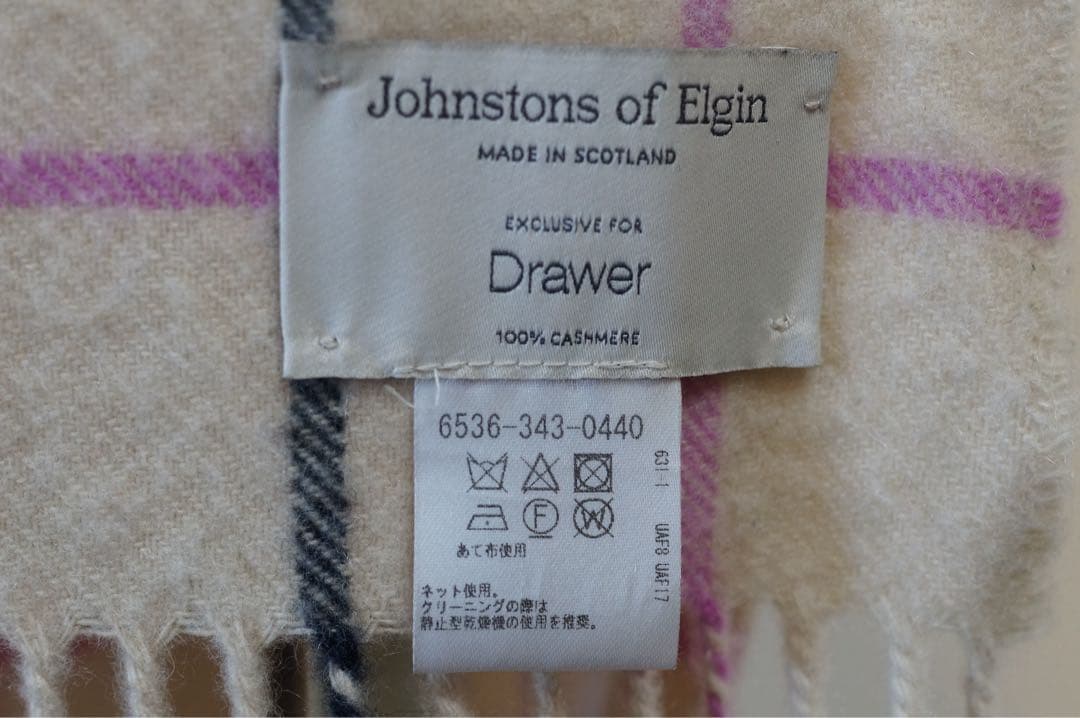 Johnstons of Elgin
MADE IN SCOTLAND
EXCLUSIVE FOR
Drawer
100% CASHMERE
6536-343-0440
631-1 UAF8 UAF17
F W
あて布使用
ネット使用。
クリーニングの際は
静止型乾燥機の使用を推奨。